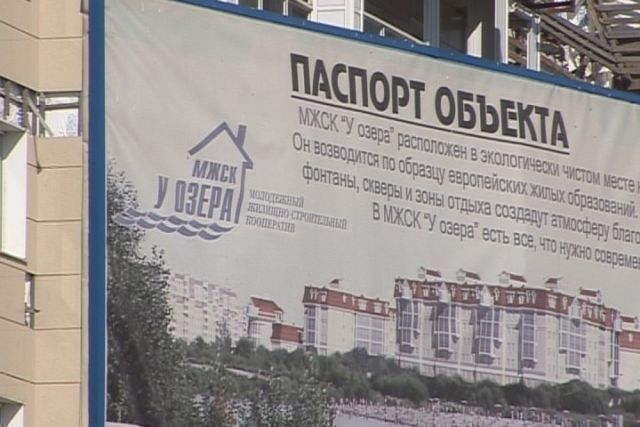 ПАСПОРТ ОБЪЕКТА
МЖСК "У озера" расположен в экологически чистом месте
Он возводится по образцу европейских жилых образований
фонтаны, скверы и зоны отдыха создадут атмосферу
В МЖСК "У озера" есть все, что нужно
МЖСК
У ОЗЕРА
МОЛОДЕЖНЫЙ
ЖИЛИЩНО-СТРОИТЕЛЬНЫЙ
КООПЕРАТИВ